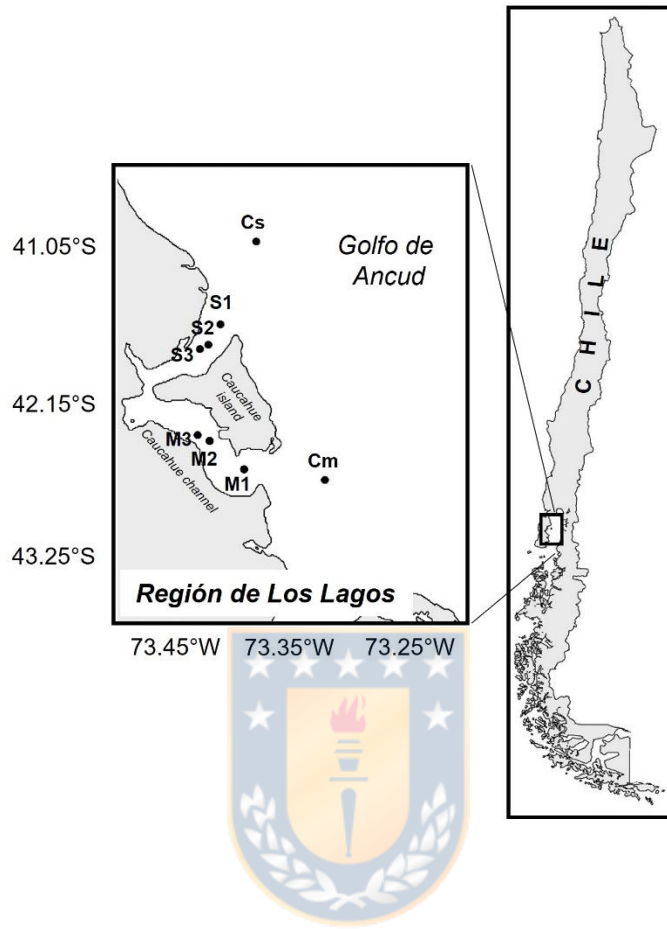 Cs
41.05°S
Golfo de
Ancud
S1
S2
S3
Caucahue
island
42.15°S
M3
M2
Caucahue channel
M1
Cm
43.25°S
Región de Los Lagos
73.45°W 73.35°W 73.25°W
CHILE